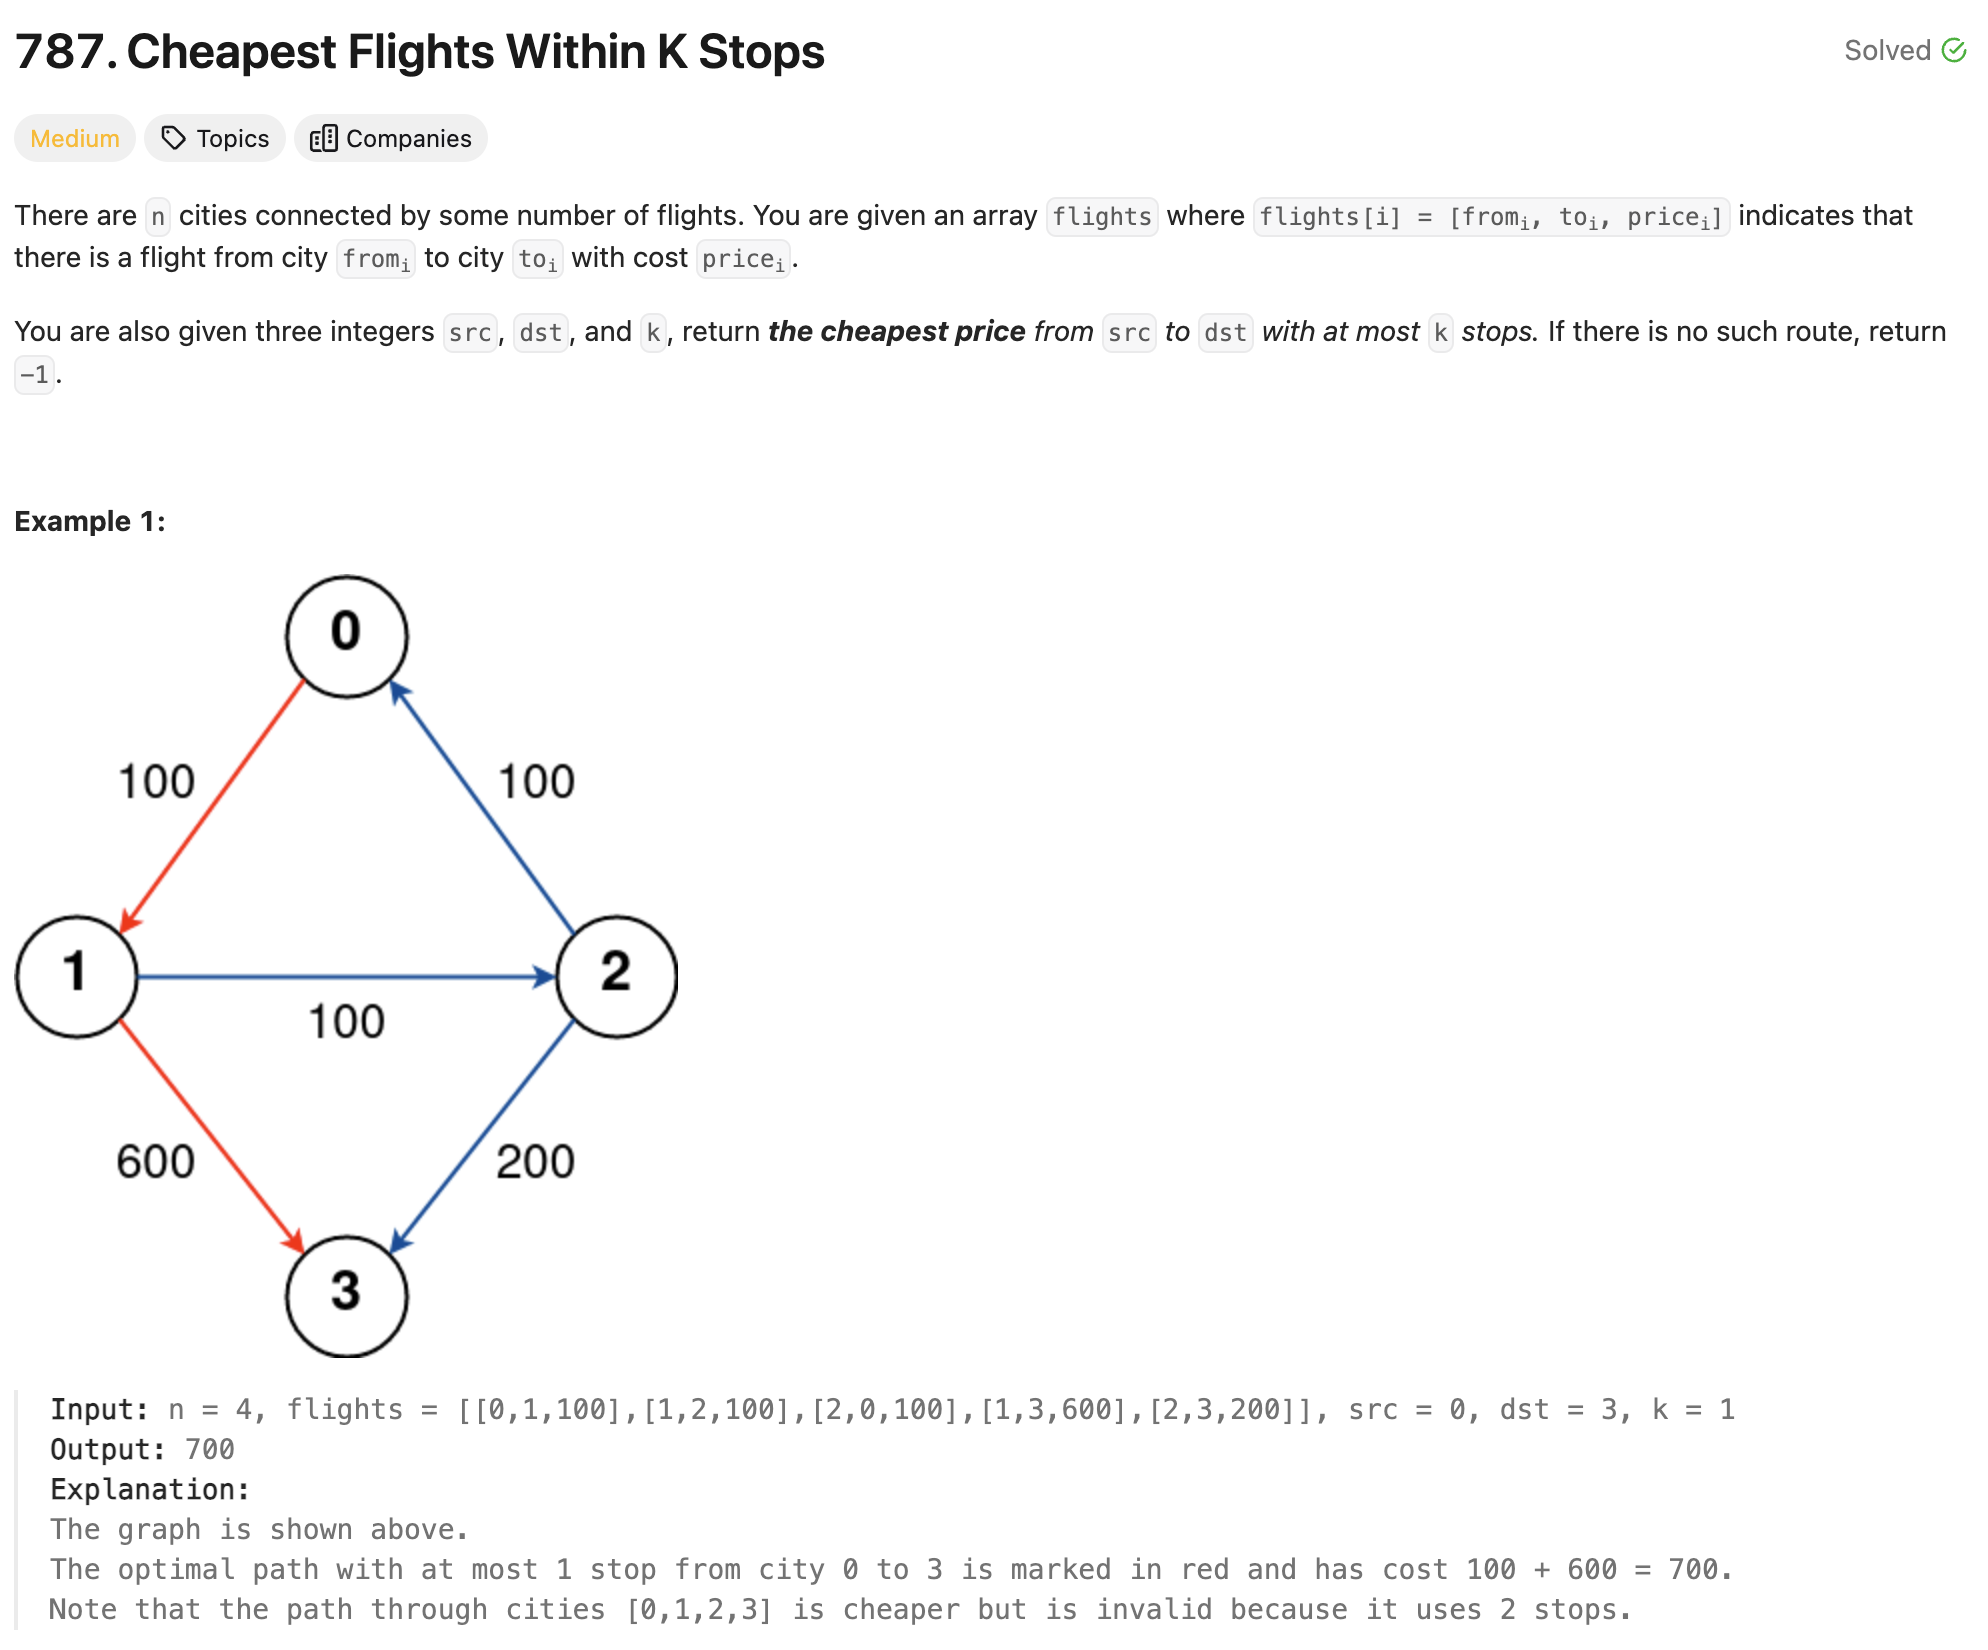 787. Cheapest Flights Within K Stops
Solved
Medium
Topics
Companies
There are n cities connected by some number of flights. You are given an array flights where flights[i] = [fromᵢ, toᵢ, priceᵢ] indicates that
there is a flight from city fromᵢ to city toᵢ with cost priceᵢ.
You are also given three integers src, dst, and k, return the cheapest price from src to dst with at most k stops. If there is no such route, return
-1.
Example 1:
0
100
100
1
2
100
600
200
3
Input: n = 4, flights = [[0,1,100],[1,2,100],[2,0,100],[1,3,600],[2,3,200]], src = 0, dst = 3, k = 1
Output: 700
Explanation:
The graph is shown above.
The optimal path with at most 1 stop from city 0 to 3 is marked in red and has cost 100 + 600 = 700.
Note that the path through cities [0,1,2,3] is cheaper but is invalid because it uses 2 stops.